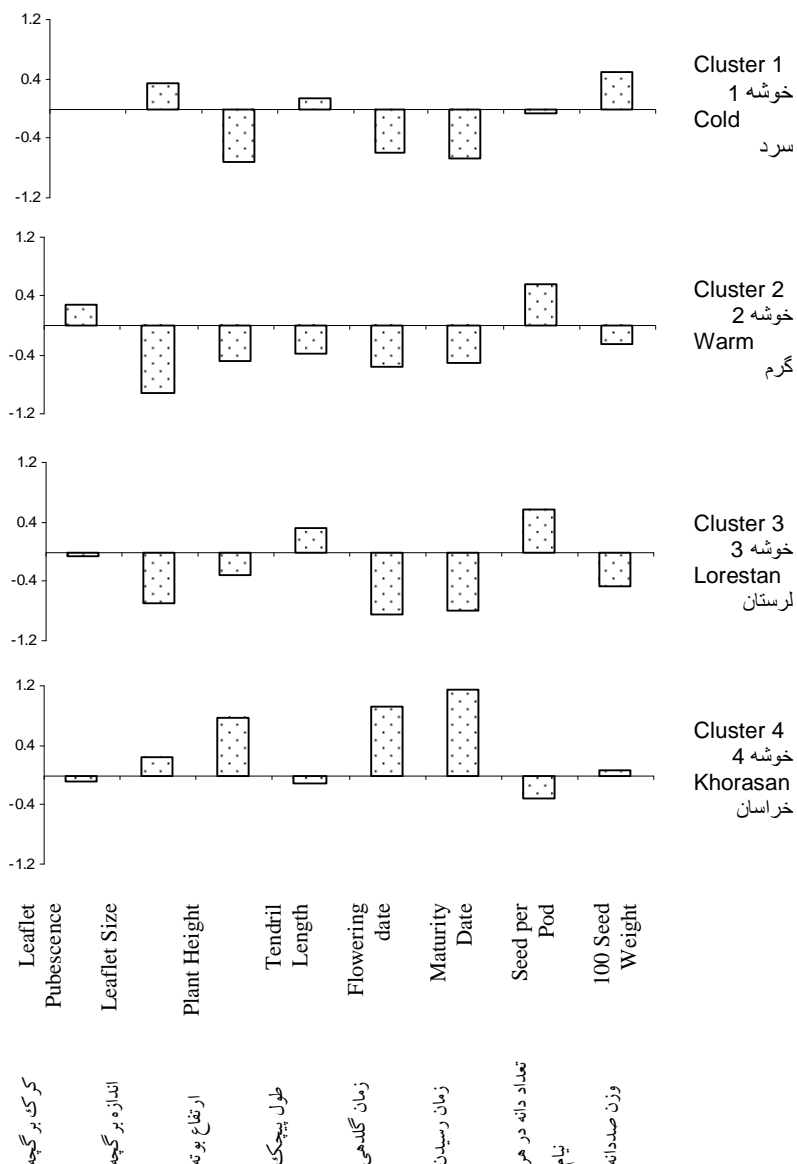 1.2
0.4
-0.4
-1.2
Cluster 1
خوشه 1
Cold
سرد
1.2
0.4
-0.4
-1.2
Cluster 2
خوشه 2
Warm
گرم
1.2
0.4
-0.4
-1.2
Cluster 3
خوشه 3
Lorestan
لرستان
1.2
0.4
-0.4
-1.2
Cluster 4
خوشه 4
Khorasan
خراسان
Leaflet
Pubescence
Leaflet Size
Plant Height
Tendril
Length
Flowering
date
Maturity
Date
Seed per
Pod
100 Seed
Weight
کرک برگچه
اندازه برگچه
ارتفاع بوته
طول پیچک
زمان گلدهی
زمان رسیدن
تعداد دانه در هر
نیام
وزن صددانه